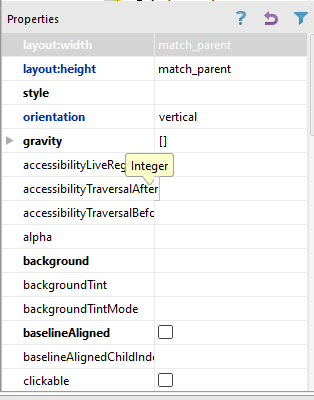 Properties
?
layout:width match_parent
layout:height match_parent
style
orientation vertical
gravity []
accessibilityLiveReg
Integer
accessibilityTraversalAfter
accessibilityTraversalBefo
alpha
background
backgroundTint
backgroundTintMode
baselineAligned
baselineAlignedChildInde
clickable